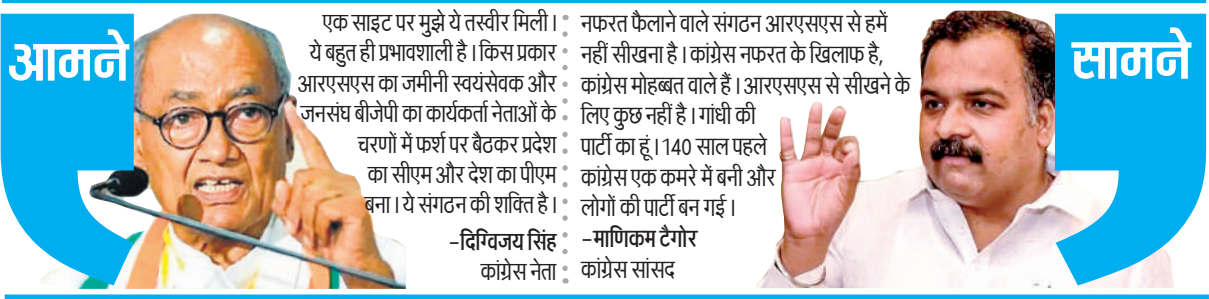 आमने
एक साइट पर मुझे ये तस्वीर मिली।
ये बहुत ही प्रभावशाली है। किस प्रकार
आरएसएस का जमीनी स्वयंसेवक और
जनसंघ बीजेपी का कार्यकर्ता नेताओं के
चरणों में फर्श पर बैठकर प्रदेश
का सीएम और देश का पीएम
बना। ये संगठन की शक्ति है।
-दिग्विजय सिंह
कांग्रेस नेता
नफरत फैलाने वाले संगठन आरएसएस से हमें
नहीं सीखना है। कांग्रेस नफरत के खिलाफ है,
कांग्रेस मोहब्बत वाले हैं। आरएसएस से सीखने के
लिए कुछ नहीं है। गांधी की
पार्टी का हूं। 140 साल पहले
कांग्रेस एक कमरे में बनी और
लोगों की पार्टी बन गई।
-माणिकम टैगोर
कांग्रेस सांसद
सामने